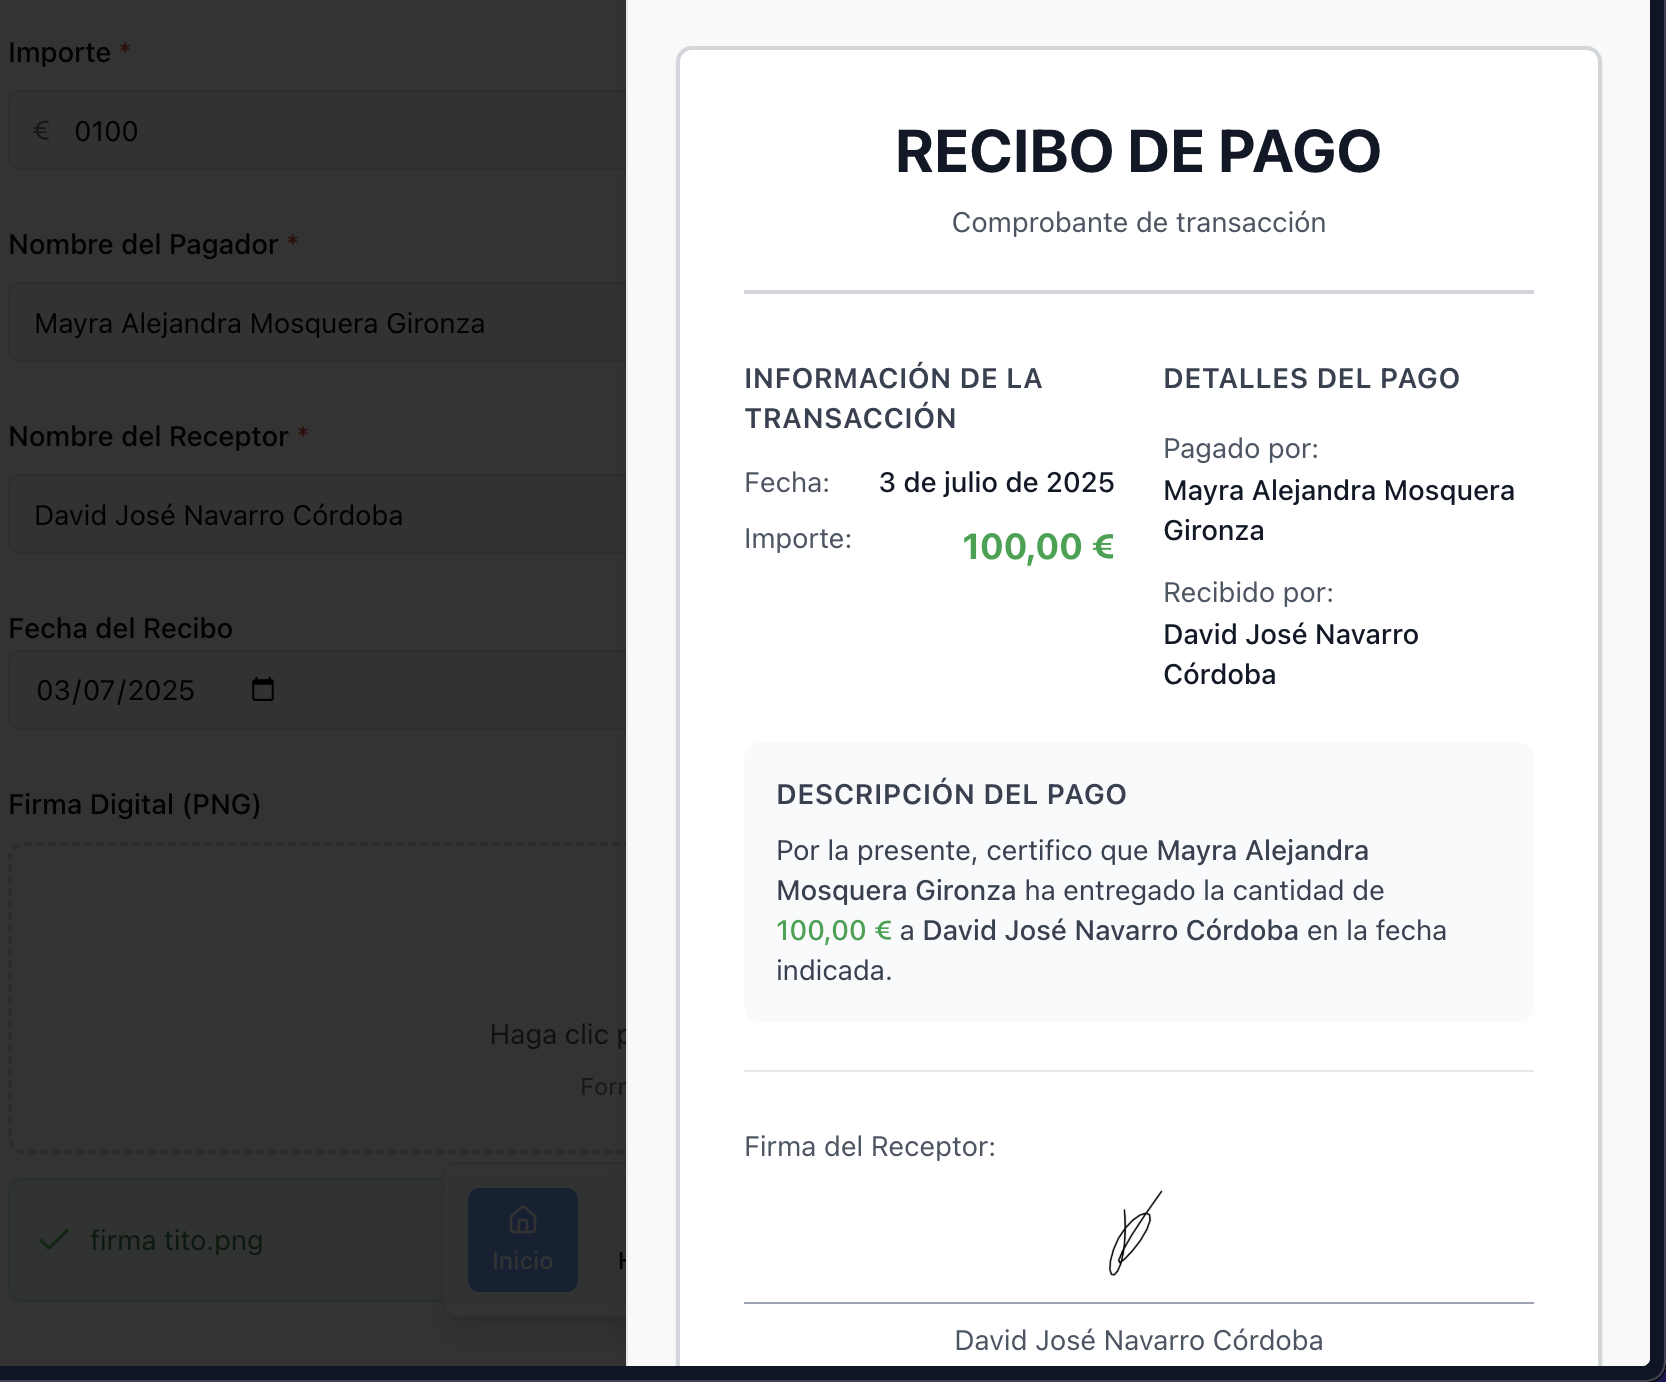 Importe *
€ 0100
Nombre del Pagador *
Mayra Alejandra Mosquera Gironza
Nombre del Receptor *
David José Navarro Córdoba
Fecha del Recibo
03/07/2025
Firma Digital (PNG)
Haga clic
firma tito.png
Inicio
RECIBO DE PAGO
Comprobante de transacción
INFORMACIÓN DE LA
TRANSACCIÓN
Fecha: 3 de julio de 2025
Importe: 100,00 €
DETALLES DEL PAGO
Pagado por:
Mayra Alejandra Mosquera
Gironza
Recibido por:
David José Navarro
Córdoba
DESCRIPCIÓN DEL PAGO
Por la presente, certifico que Mayra Alejandra
Mosquera Gironza ha entregado la cantidad de
100,00 € a David José Navarro Córdoba en la fecha
indicada.
Firma del Receptor:
David José Navarro Córdoba